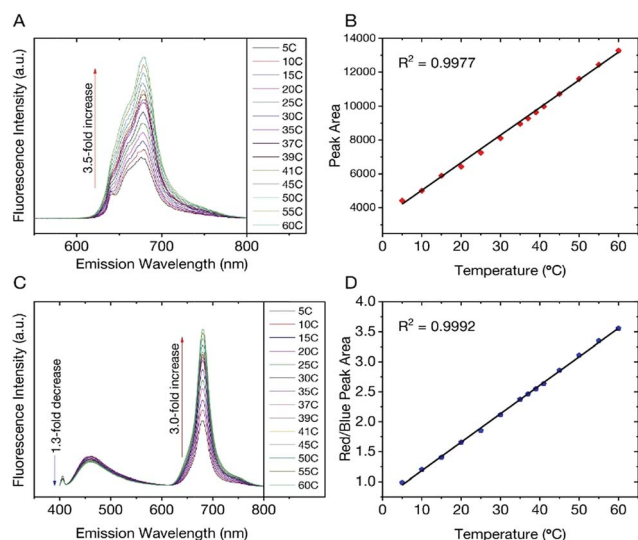 A
Fluorescence Intensity (a.u.)
3.5-fold increase
5C
10C
15C
20C
25C
30C
35C
37C
39C
41C
45C
50C
55C
60C
600 700 800
Emission Wavelength (nm)
B
Peak Area
14000
12000
10000
8000
6000
4000
R² = 0.9977
0 10 20 30 40 50 60
Temperature (°C)
C
Fluorescence Intensity (a.u.)
1.3-fold decrease
3.0-fold increase
5C
10C
15C
20C
25C
30C
35C
37C
39C
41C
45C
50C
55C
60C
400 500 600 700 800
Emission Wavelength (nm)
D
Red/Blue Peak Area
4.0
3.5
3.0
2.5
2.0
1.5
1.0
R² = 0.9992
0 10 20 30 40 50 60
Temperature (°C)